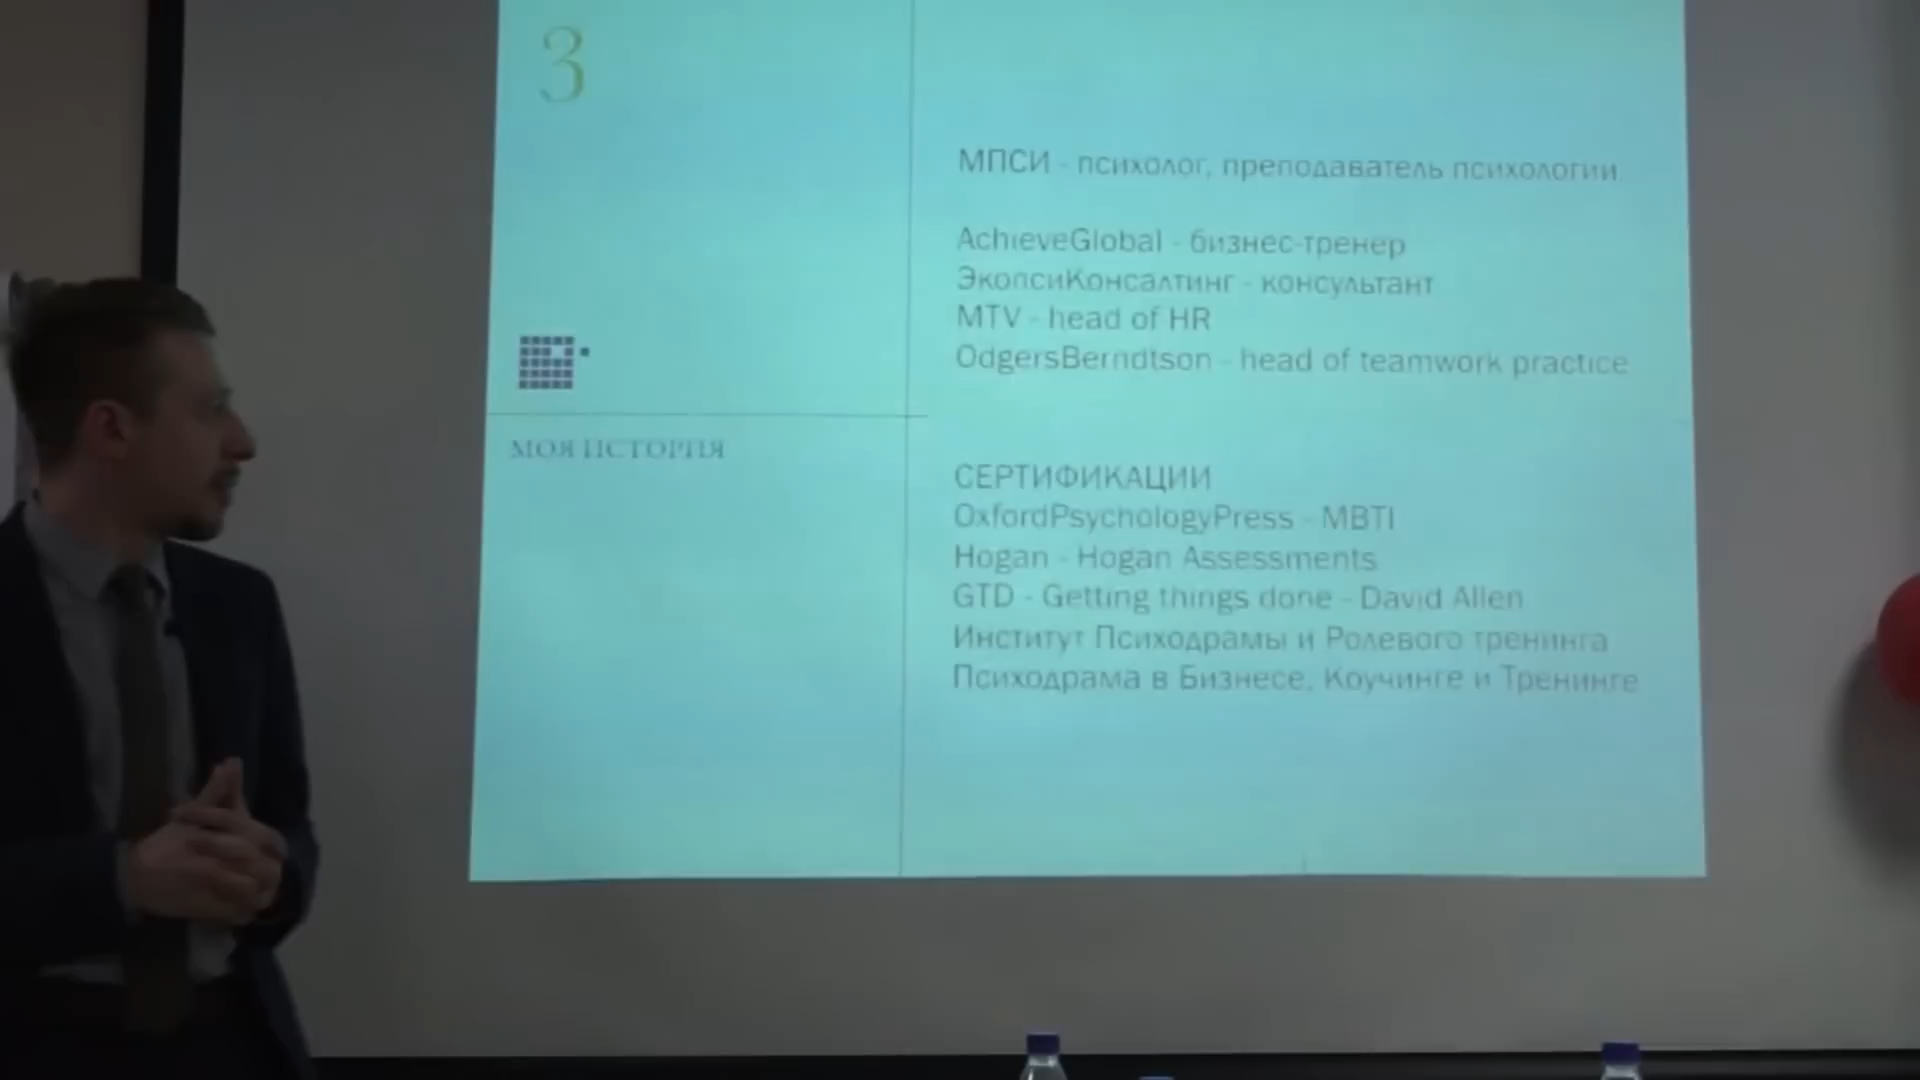 3
МПСИ - психолог, преподаватель психологии
AchieveGlobal - бизнес-тренер
ЭкопсиКонсалтинг - консультант
MTV - head of HR
OdgersBerndtson - head of teamwork practice
МОЯ ИСТОРИЯ
СЕРТИФИКАЦИИ
OxfordPsychologyPress - MBTI
Hogan - Hogan Assessments
GTD - Getting things done - David Allen
Институт Психодрамы и Ролевого тренинга
Психодрама в Бизнесе, Коучинге и Тренинге